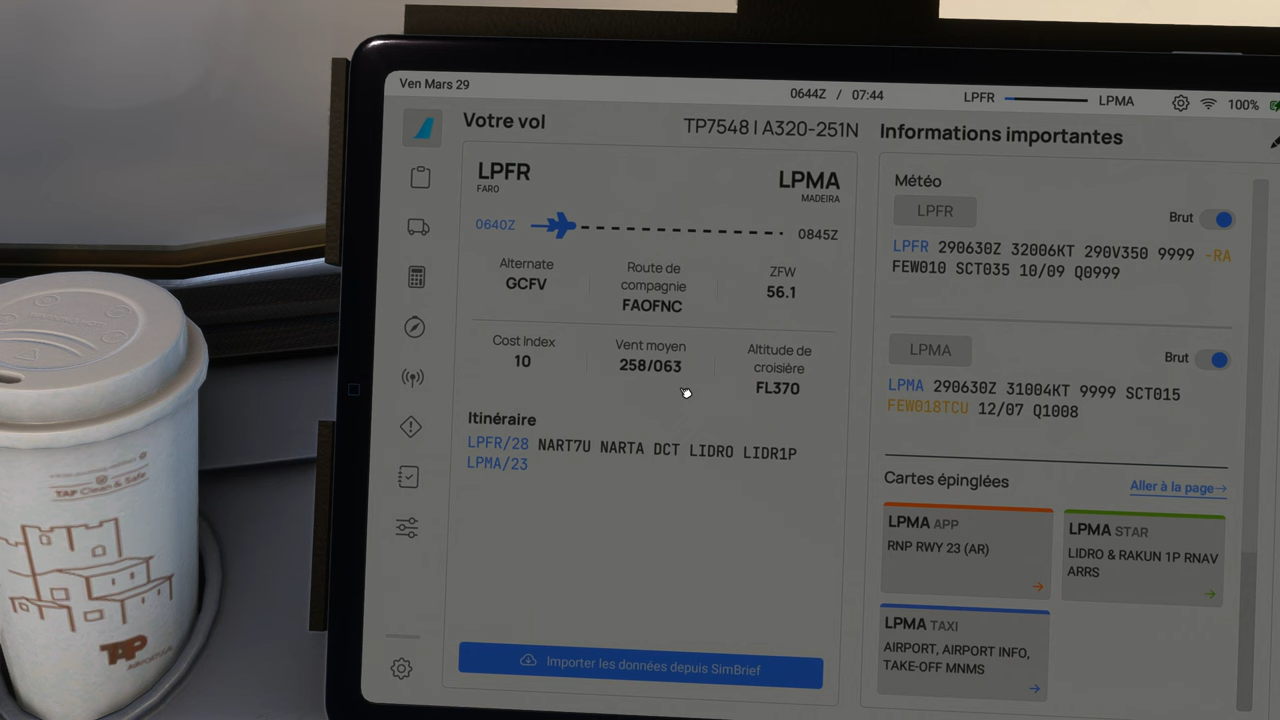 Ven Mars 29
0644Z / 07:44
LPFR
LPMA
100%
Votre vol
TP7548 | A320-251N
LPFR
FARO
LPMA
MADEIRA
0640Z
0845Z
Alternate
GCFV
Route de
compagnie
FAOFNC
ZFW
56.1
Cost Index
10
Vent moyen
258/063
Altitude de
croisière
FL370
Itinéraire
LPFR/28 NART7U NARTA DCT LIDRO LIDR1P
LPMA/23
Importer les données depuis SimBrief
Informations importantes
Météo
LPFR
Brut
LPFR 290630Z 32006KT 290V350 9999 -RA
FEW010 SCT035 10/09 Q0999
LPMA
Brut
LPMA 290630Z 31004KT 9999 SCT015
FEW018TCU 12/07 Q1008
Cartes épinglées
Aller à la page→
LPMA APP
RNP RWY 23 (AR)
LPMA STAR
LIDRO & RAKUN 1P RNAV
ARRS
LPMA TAXI
AIRPORT, AIRPORT INFO,
TAKE-OFF MNMS
TAP Clean & Safe
TAP